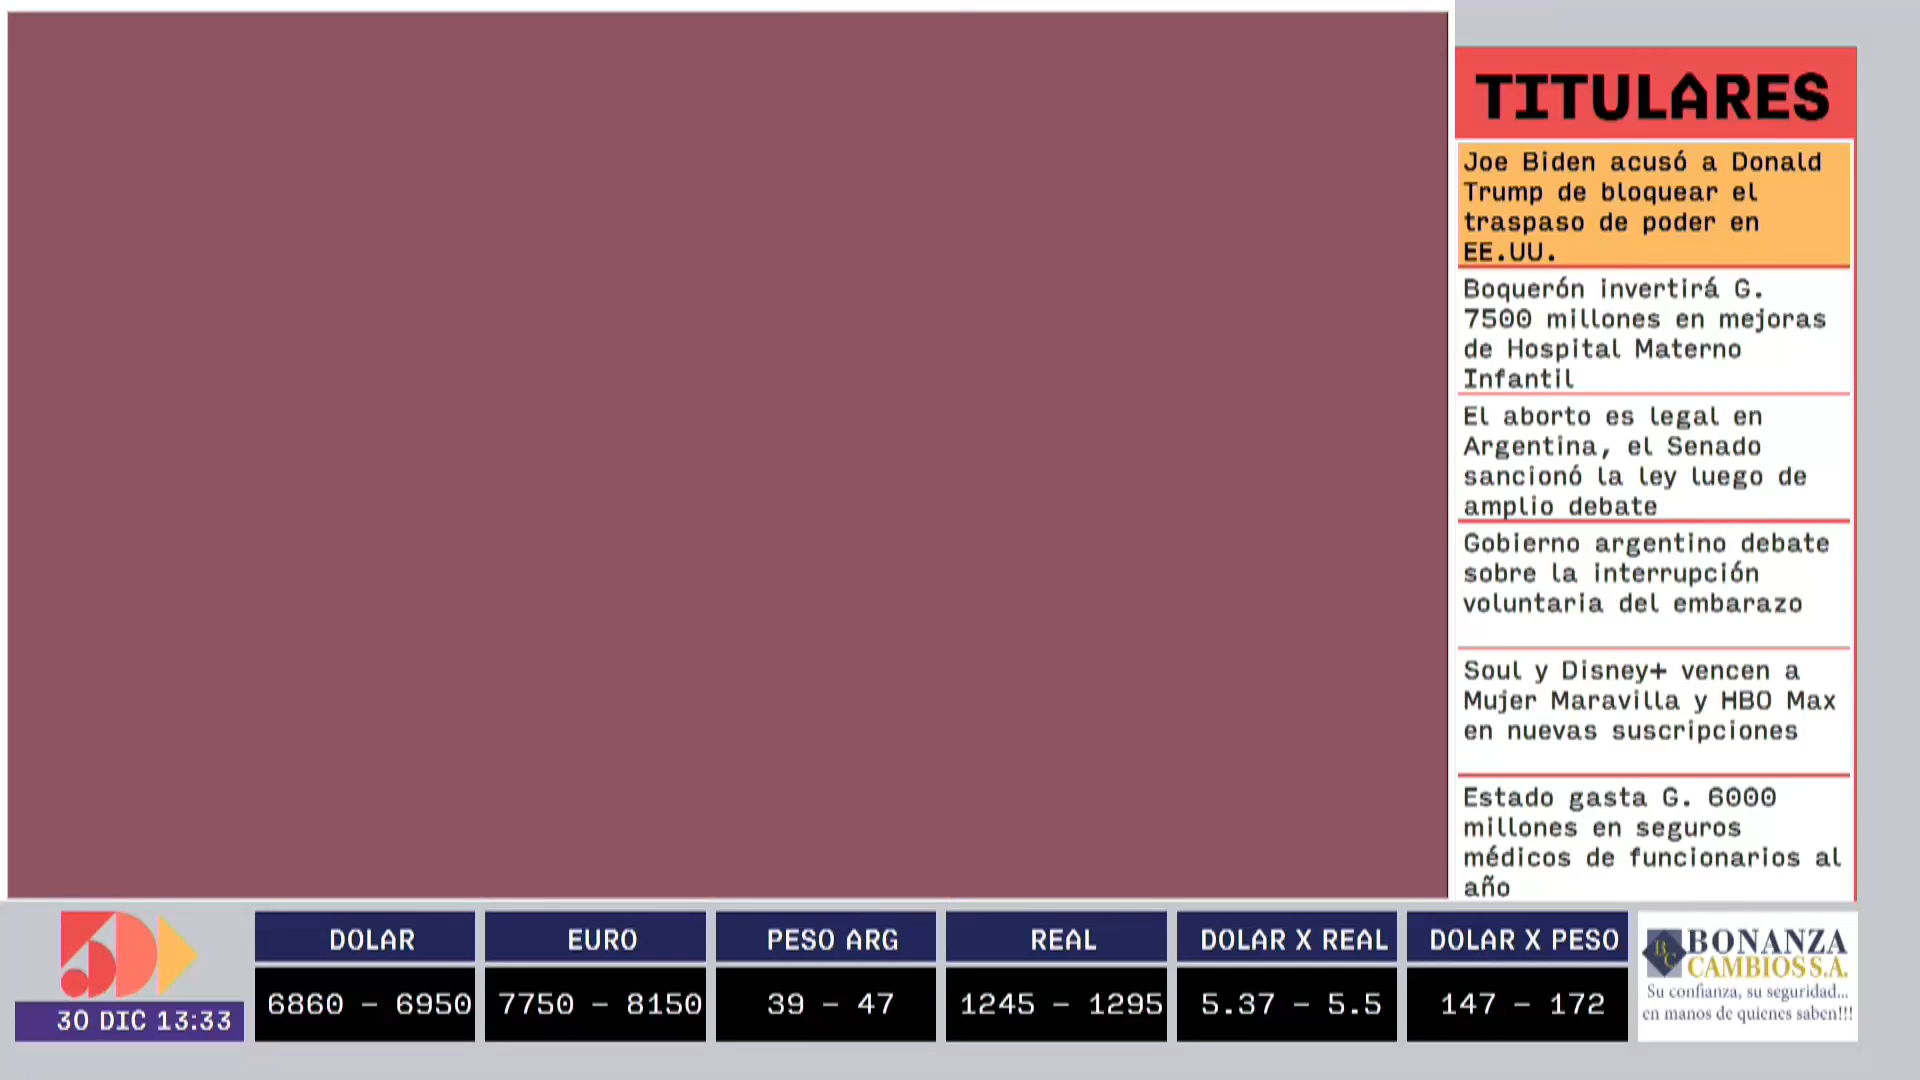 TITULARES
Joe Biden acusó a Donald
Trump de bloquear el
traspaso de poder en
EE.UU.
Boquerón invertirá G.
7500 millones en mejoras
de Hospital Materno
Infantil
El aborto es legal en
Argentina, el Senado
sancionó la ley luego de
amplio debate
Gobierno argentino debate
sobre la interrupción
voluntaria del embarazo
Soul y Disney+ vencen a
Mujer Maravilla y HBO Max
en nuevas suscripciones
Estado gasta G. 6000
millones en seguros
médicos de funcionarios al
año
5D
30 DIC 13:33
DOLAR
6860 - 6950
EURO
7750 - 8150
PESO ARG
39 - 47
REAL
1245 - 1295
DOLAR X REAL
5.37 - 5.5
DOLAR X PESO
147 - 172
BC
BONANZA
CAMBIOS S.A.
Su confianza, su seguridad...
en manos de quienes saben!!!